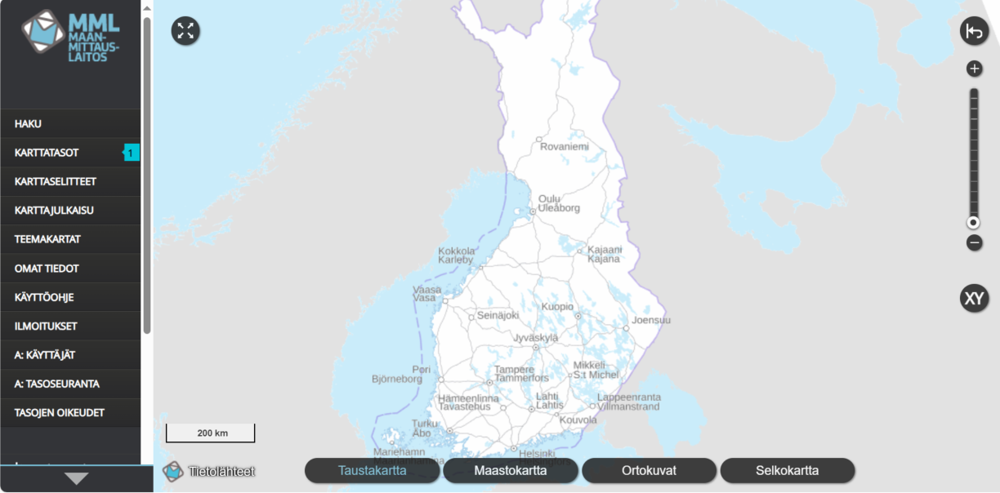 MML
MAAN-
MITTAUS-
LAITOS
HAKU
KARTTATASOT
1
KARTTASELITTEET
KARTTAJULKAISU
TEEMAKARTAT
OMAT TIEDOT
KÄYTTÖOHJE
ILMOITUKSET
A: KÄYTTÄJÄT
A: TASOSEURANTA
TASOJEN OIKEUDET
Rovaniemi
Oulu
Uleåborg
Kokkola
Karleby
Kajaani
Kajana
Vaasa
Vasa
Seinäjoki
Kuopio
Joensuu
Jyväskylä
Pori
Björneborg
Tampere
Tammerfors
Mikkeli
S:t Michel
Hämeenlinna
Tavastehus
Lahti
Lahtis
Lappeenranta
Villmanstrand
Kouvola
Turku
Åbo
Mariehamn
Maarianhamina
Helsinki
Helsingfors
XY
200 km
Tietolähteet
Taustakartta
Maastokartta
Ortokuvat
Selkokartta